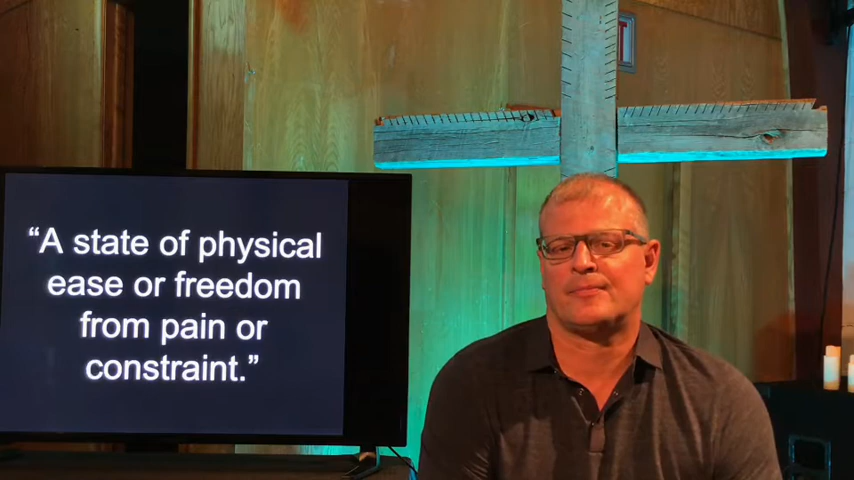 “A state of physical
ease or freedom
from pain or
constraint.”